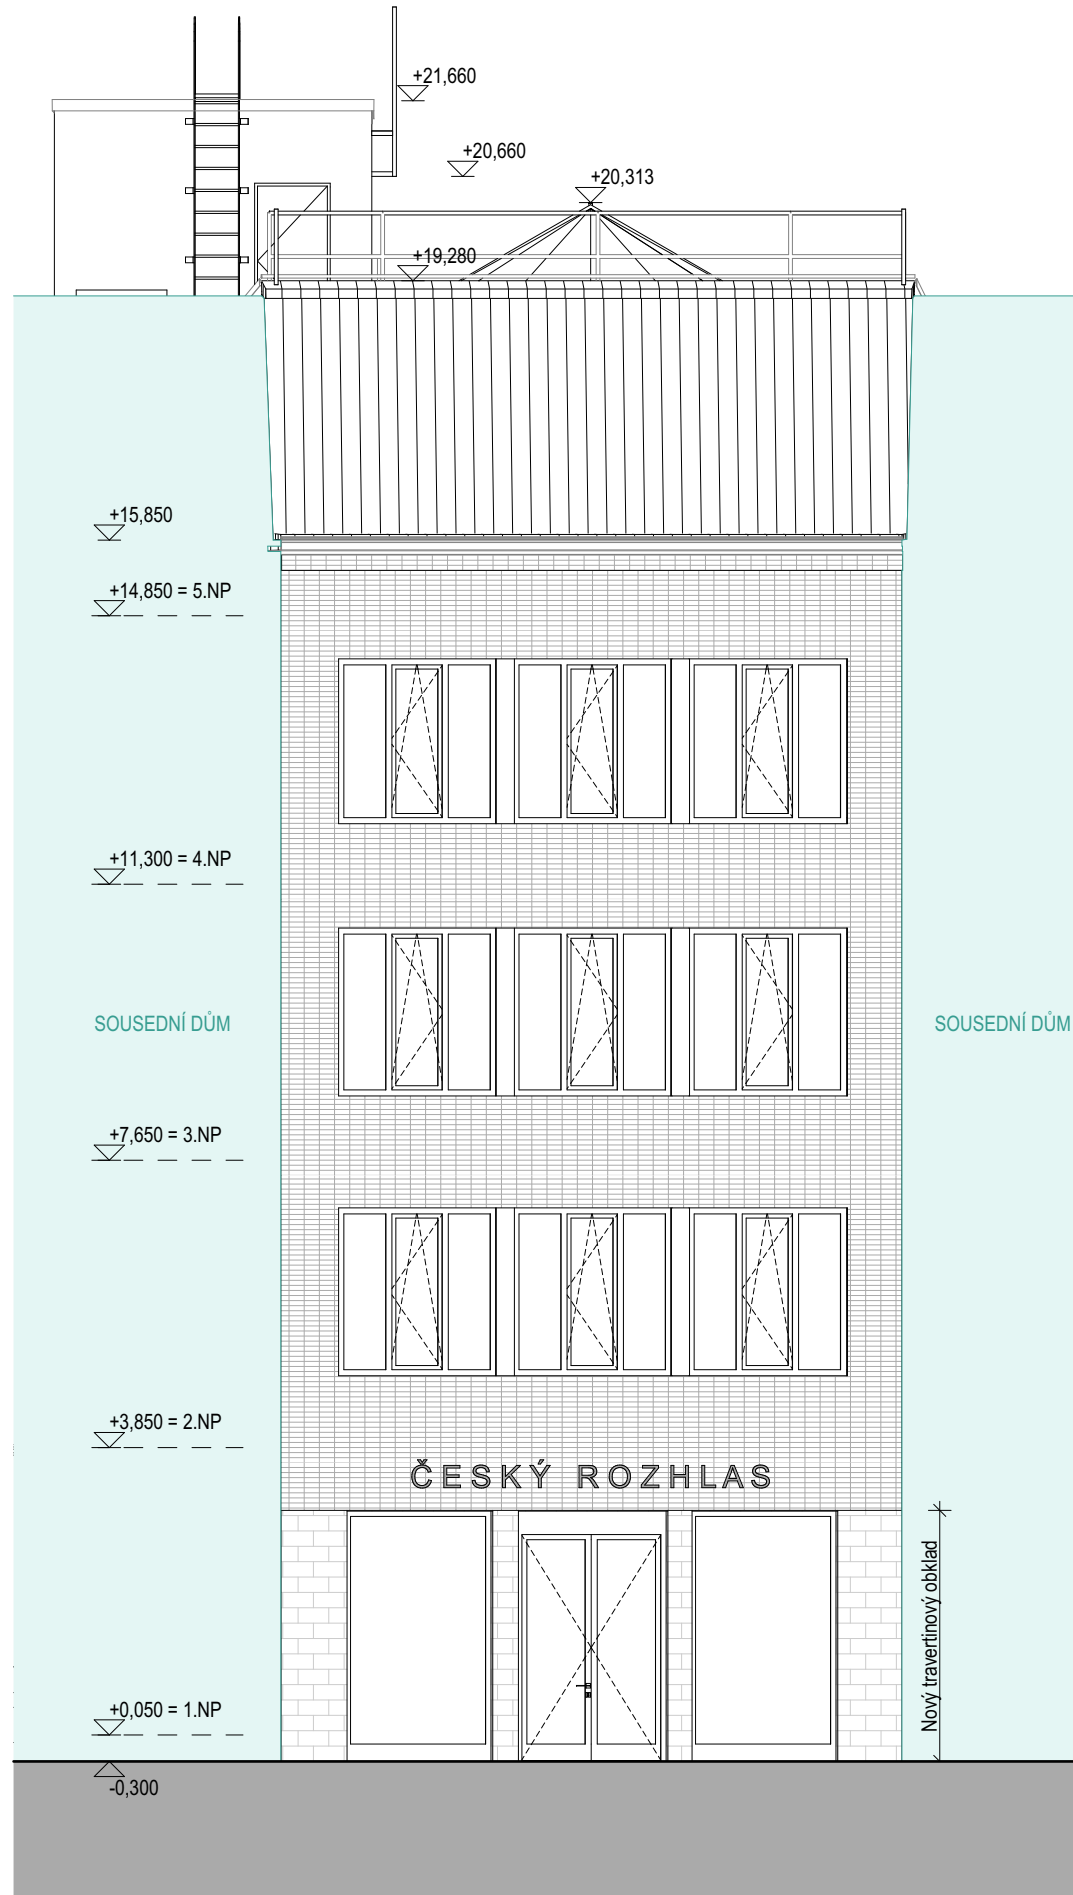 +21,660
+20,660
+20,313
+19,280
+15,850
+14,850 = 5.NP
+11,300 = 4.NP
SOUSEDNÍ DŮM
SOUSEDNÍ DŮM
+7,650 = 3.NP
+3,850 = 2.NP
ČESKÝ ROZHLAS
Nový travertinový obklad
+0,050 = 1.NP
-0,300